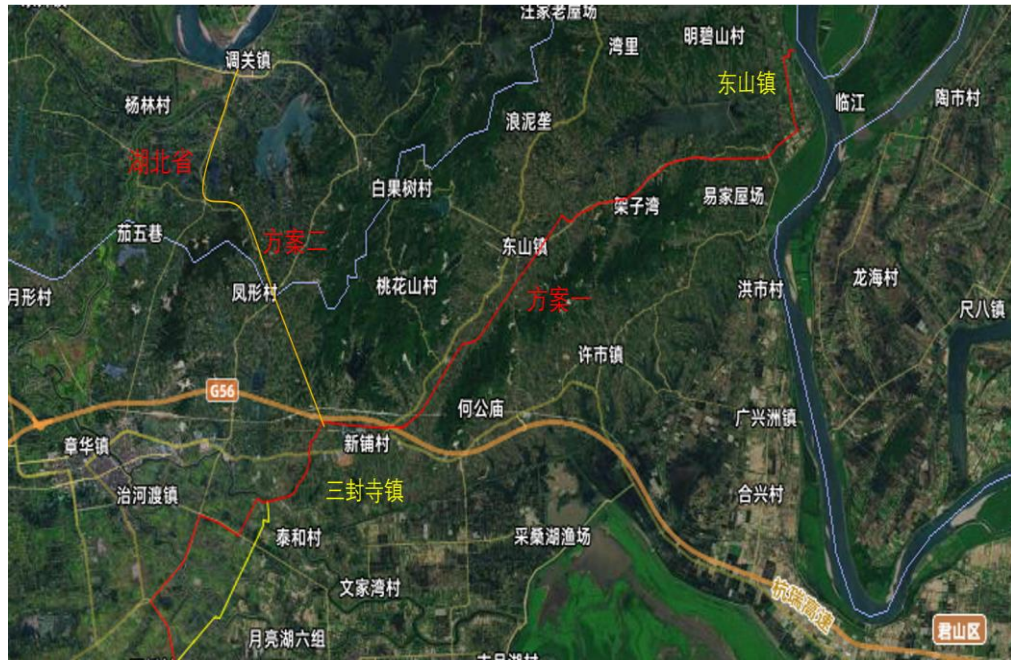 汪家老屋场
明碧山村
湾里
调关镇
东山镇
临江
陶市村
杨林村
浪泥垄
湖北省
白果树村
易家屋场
架子湾
茄五巷
方案二
东山镇
龙海村
月形村
凤形村
桃花山村
方案一
洪市村
尺八镇
许市镇
G56
何公庙
广兴洲镇
章华镇
新铺村
三封寺镇
治河渡镇
合兴村
泰和村
采桑湖渔场
文家湾村
杭瑞高速
月亮湖六组
君山区